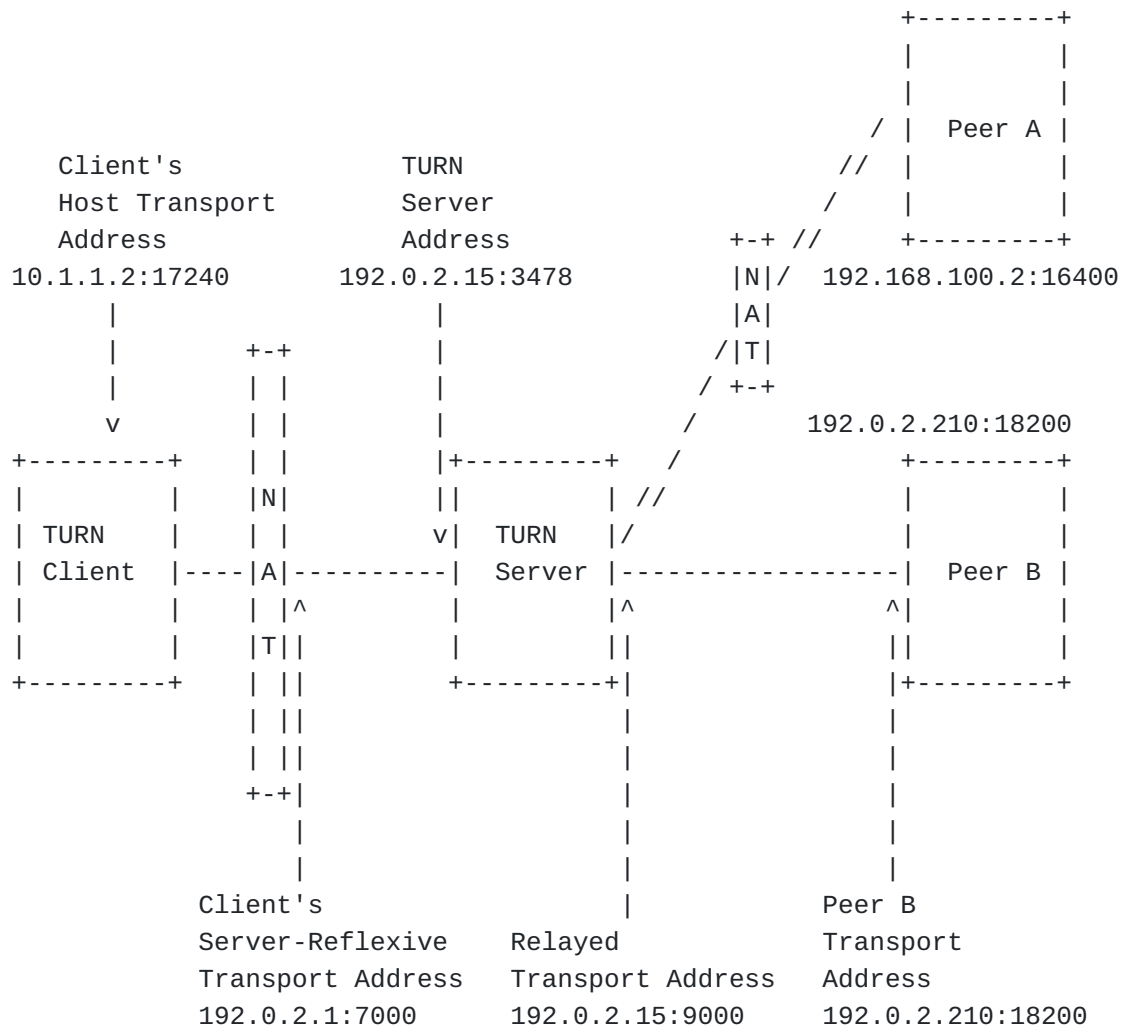 +---------+
                                                         |         |
                                                         |         |
                                                       / |  Peer A |
   Client's              TURN                        //  |         |
   Host Transport        Server                     /    |         |
   Address               Address              +-+ //     +---------+
10.1.1.2:17240       192.0.2.15:3478          |N|/  192.168.100.2:16400
      |                    |                  |A|
      |        +-+         |                 /|T|
      |        | |         |                / +-+
      v        | |         |               /       192.0.2.210:18200
+---------+    | |         |+---------+   /              +---------+
|         |    |N|         ||         | //               |         |
| TURN    |    | |         v|  TURN   |/                 |         |
| Client  |----|A|----------|  Server |------------------|  Peer B |
|         |    | |^         |         |^                ^|         |
|         |    |T||         |         ||                ||         |
+---------+    | ||         +---------+|                |+---------+
               | ||                    |                |
               | ||                    |                |
               +-+|                    |                |
                  |                    |                |
                  |                    |                |
            Client's                   |            Peer B
            Server-Reflexive    Relayed             Transport
            Transport Address   Transport Address   Address
            192.0.2.1:7000      192.0.2.15:9000     192.0.2.210:18200